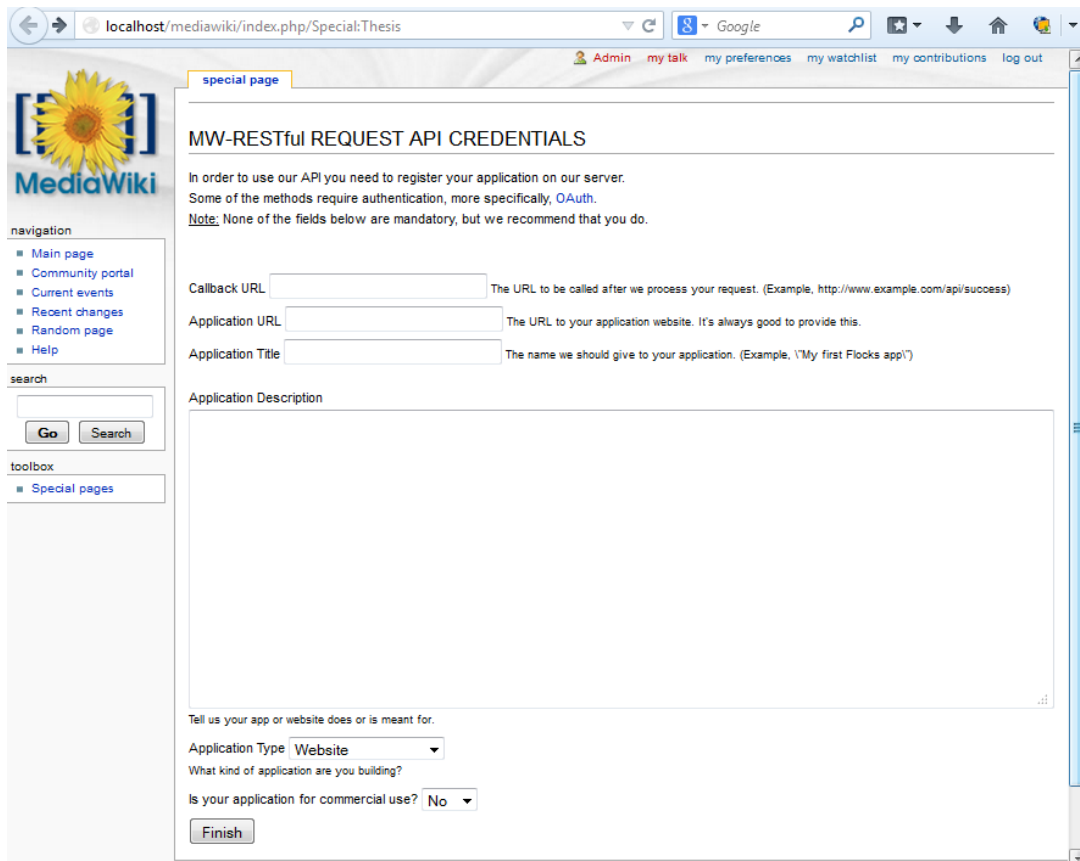 localhost/mediawiki/index.php/Special:Thesis
8 Google
Admin my talk my preferences my watchlist my contributions log out
special page
[[ ]]
MediaWiki
MW-RESTful REQUEST API CREDENTIALS
In order to use our API you need to register your application on our server.
Some of the methods require authentication, more specifically, OAuth.
Note: None of the fields below are mandatory, but we recommend that you do.
navigation
Main page
Community portal
Current events
Recent changes
Random page
Help
search
Go Search
toolbox
Special pages
Callback URL The URL to be called after we process your request. (Example, http://www.example.com/api/success)
Application URL The URL to your application website. It's always good to provide this.
Application Title The name we should give to your application. (Example, \"My first Flocks app\")
Application Description
Tell us your app or website does or is meant for.
Application Type Website
What kind of application are you building?
Is your application for commercial use? No
Finish